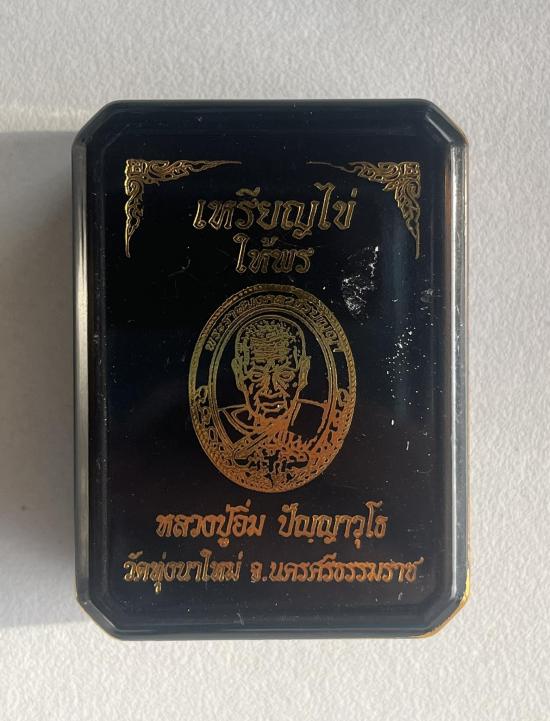 เหรียญไข่
ให้พร
หลวงปู่อิ่ม ปัญญาวุโธ
วัดทุ่งนาใหม่ จ.นครศรีธรรมราช